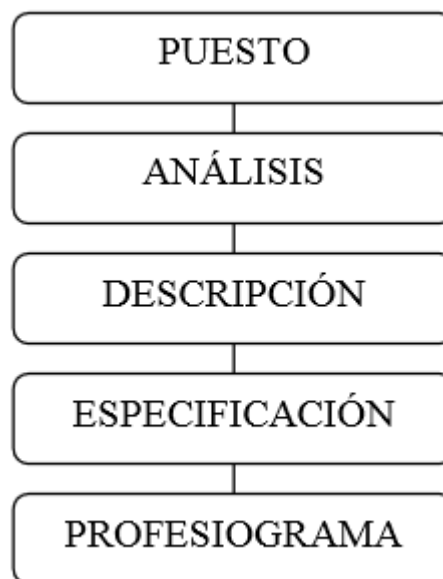 PUESTO
ANÁLISIS
DESCRIPCIÓN
ESPECIFICACIÓN
PROFESIOGRAMA